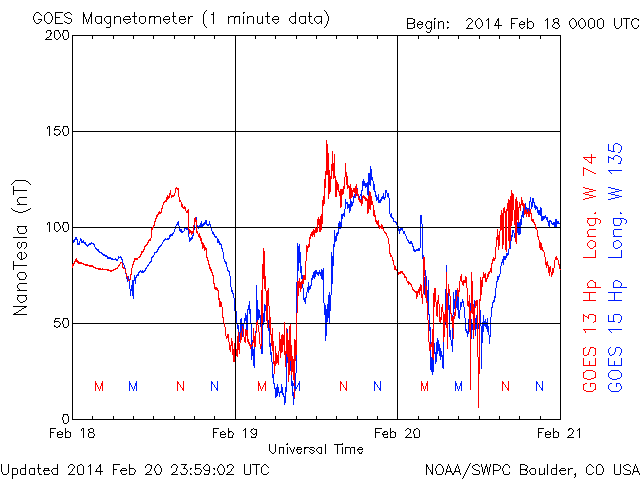 GOES Magnetometer (1 minute data)
Begin: 2014 Feb 18 0000 UTC
200
150
100
50
0
NanoTesla (nT)
M M N N M M N N M M N N
Feb 18 Feb 19 Feb 20 Feb 21
Universal Time
GOES 13 Hp Long. W 74
GOES 15 Hp Long. W 135
Updated 2014 Feb 20 23:59:02 UTC
NOAA/SWPC Boulder, CO USA